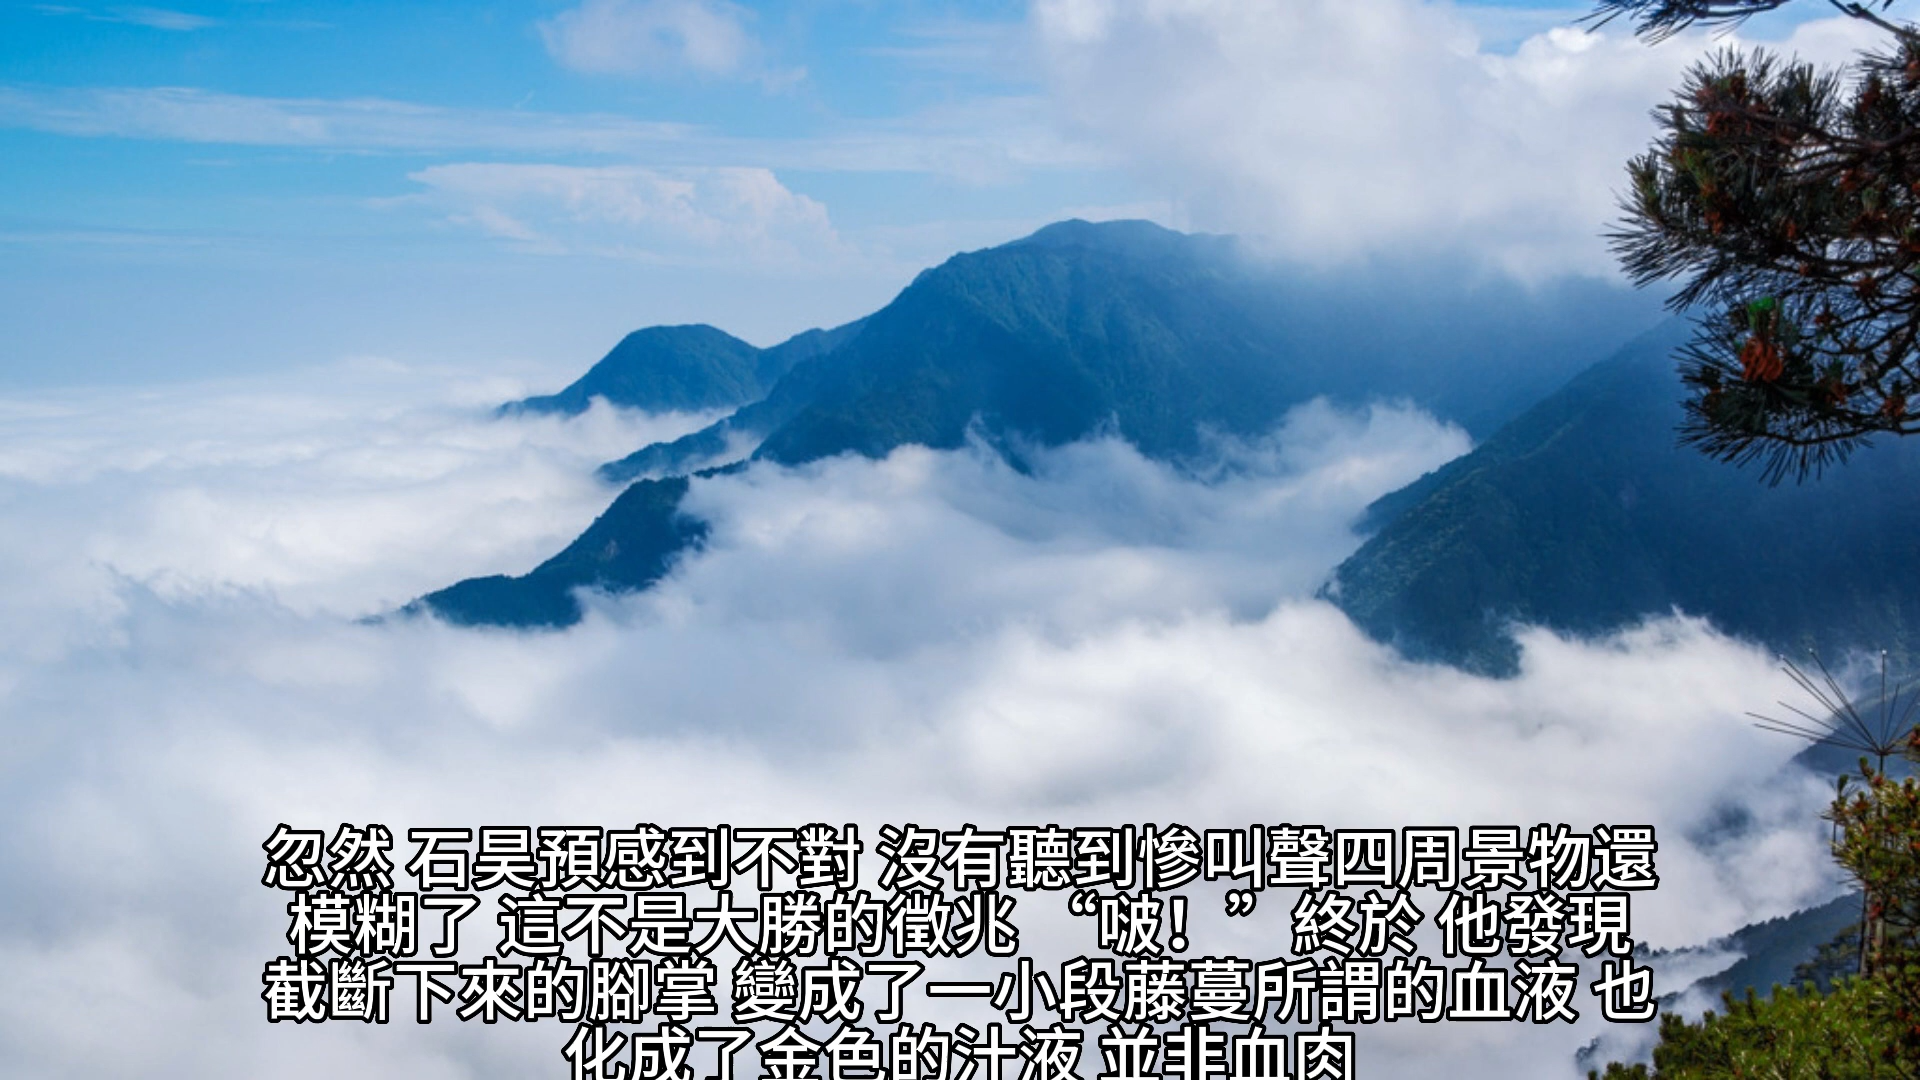 忽然 石昊預感到不對 沒有聽到慘叫聲四周景物還
模糊了 這不是大勝的徵兆 “啵！” 終於 他發現
截斷下來的腳掌 變成了一小段藤蔓所謂的血液 也
化成了金色的汁液 並非血肉